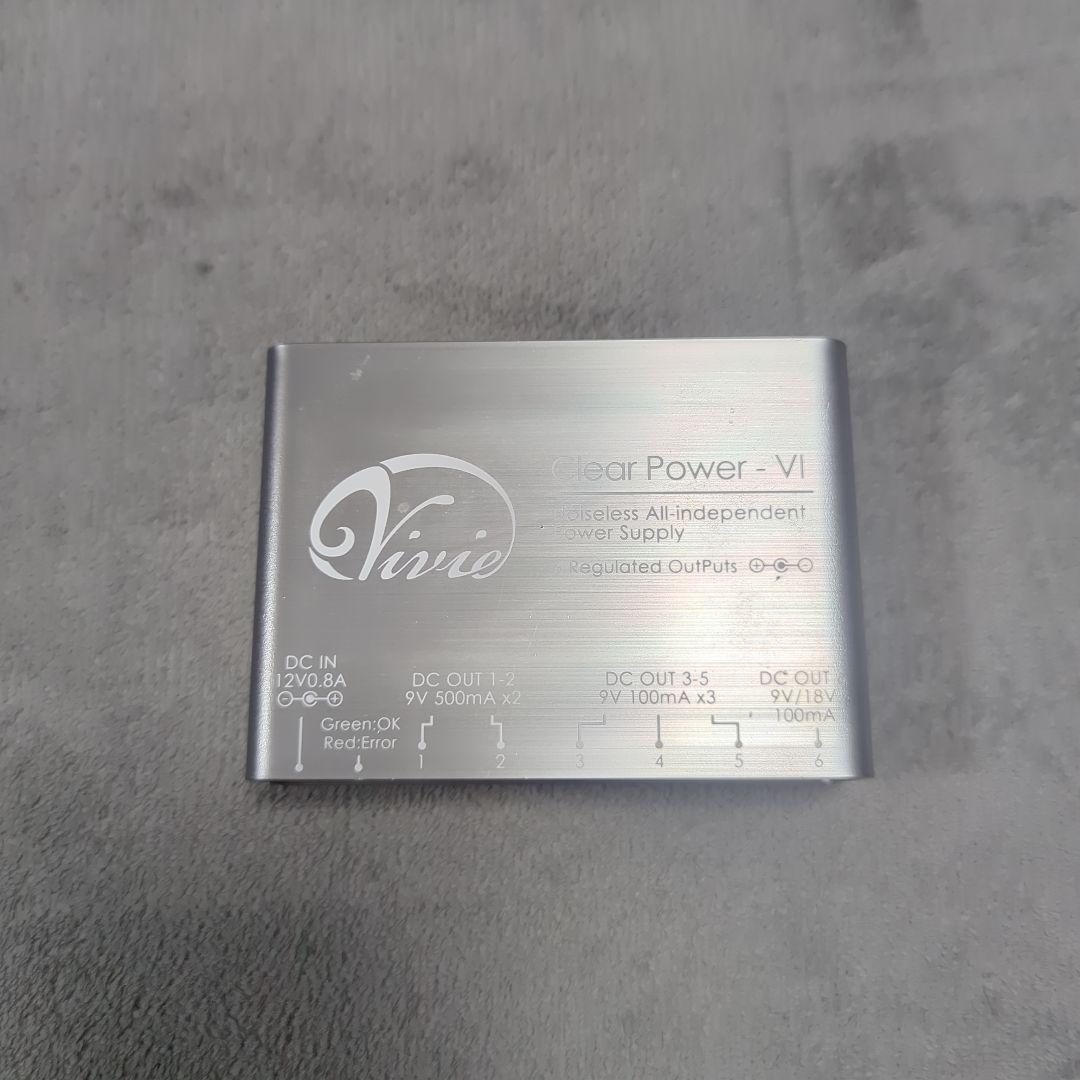 Vivie
Clear Power - VI
Noiseless All-independent
Power Supply
Regulated OutPuts
DC IN
12V0.8A
Green:OK
Red:Error
DC OUT 1-2
9V 500mA x2
DC OUT 3-5
9V 100mA x3
DC OUT
9V/18V
100mA
1 2 3 4 5 6